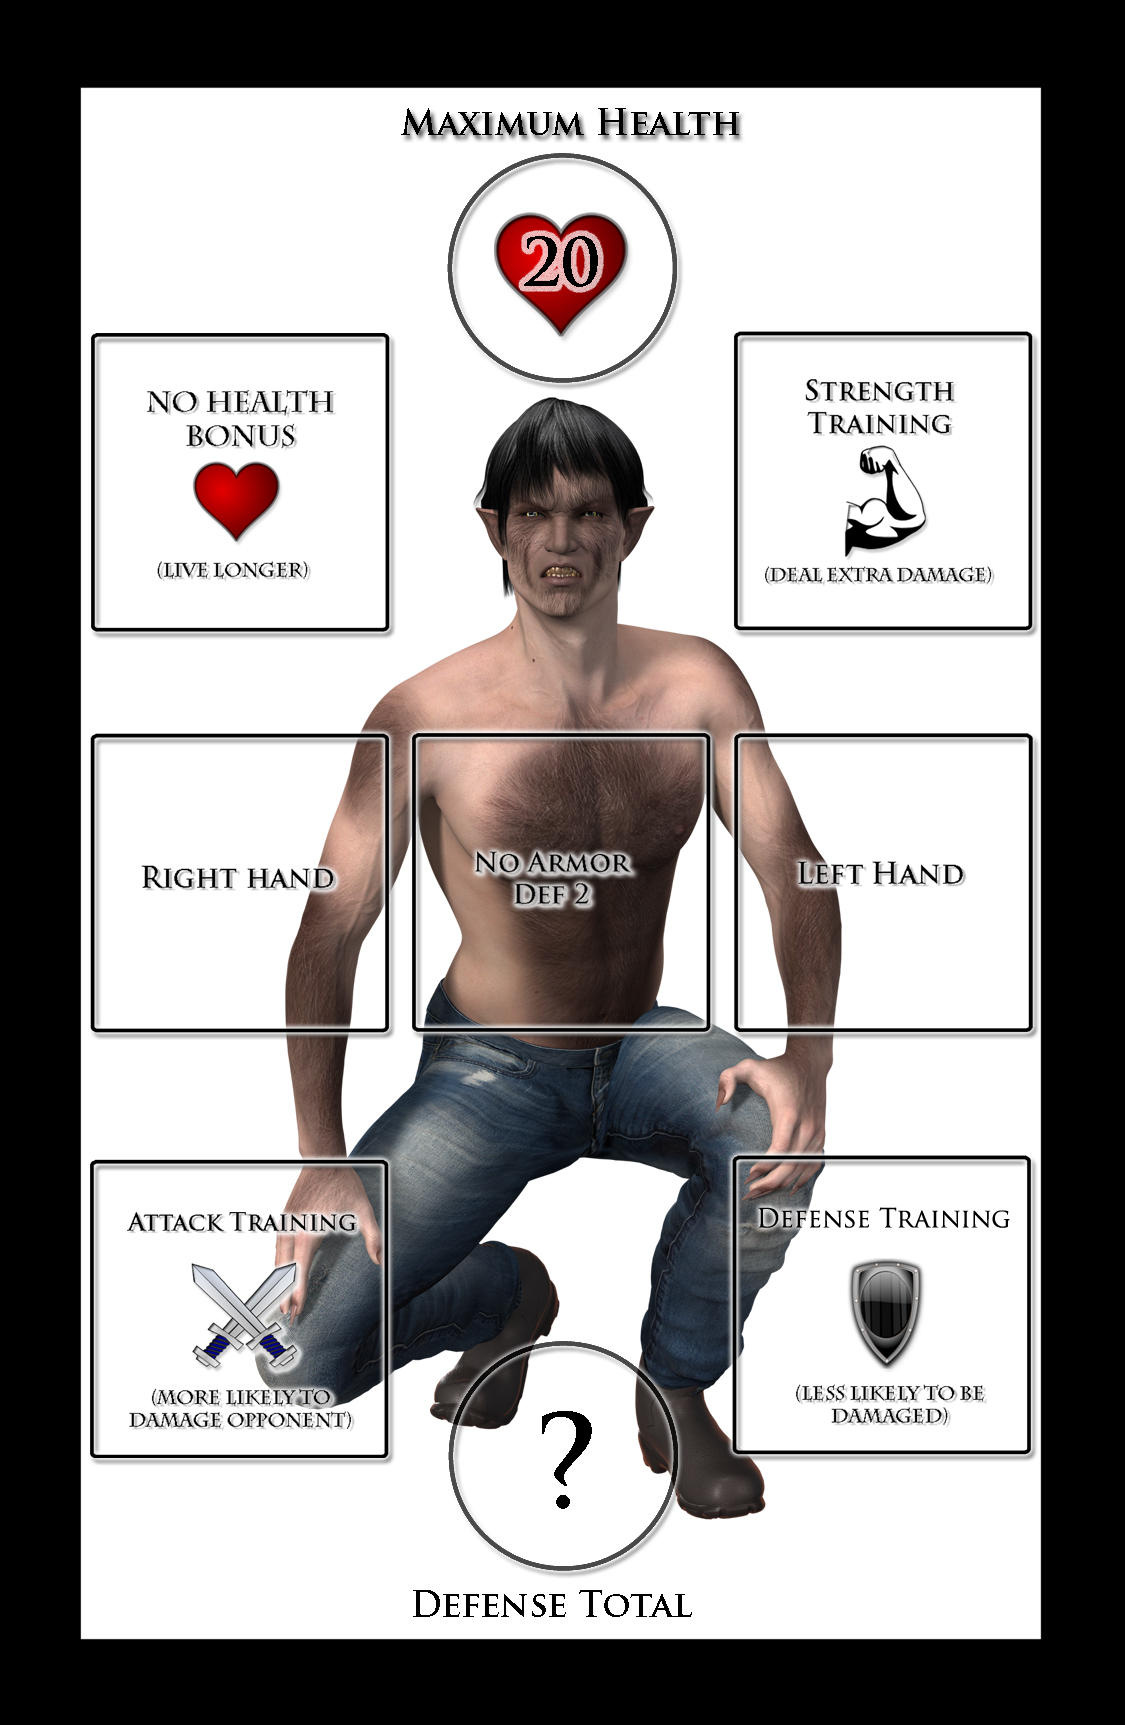 Maximum Health
20
No Health
Bonus
(Live Longer)
Strength
Training
(Deal Extra Damage)
Right hand
No Armor
Def 2
Left Hand
Attack Training
(More likely to
damage opponent)
Defense Training
(Less likely to be
damaged)
?
Defense Total